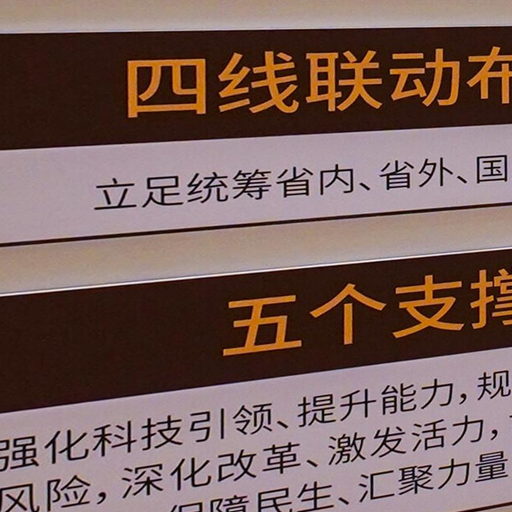 四线联动布
立足统筹省内、省外、国
五个支撑
强化科技引领、提升能力，规
风险，深化改革、激发活力，
保障民生、汇聚力量